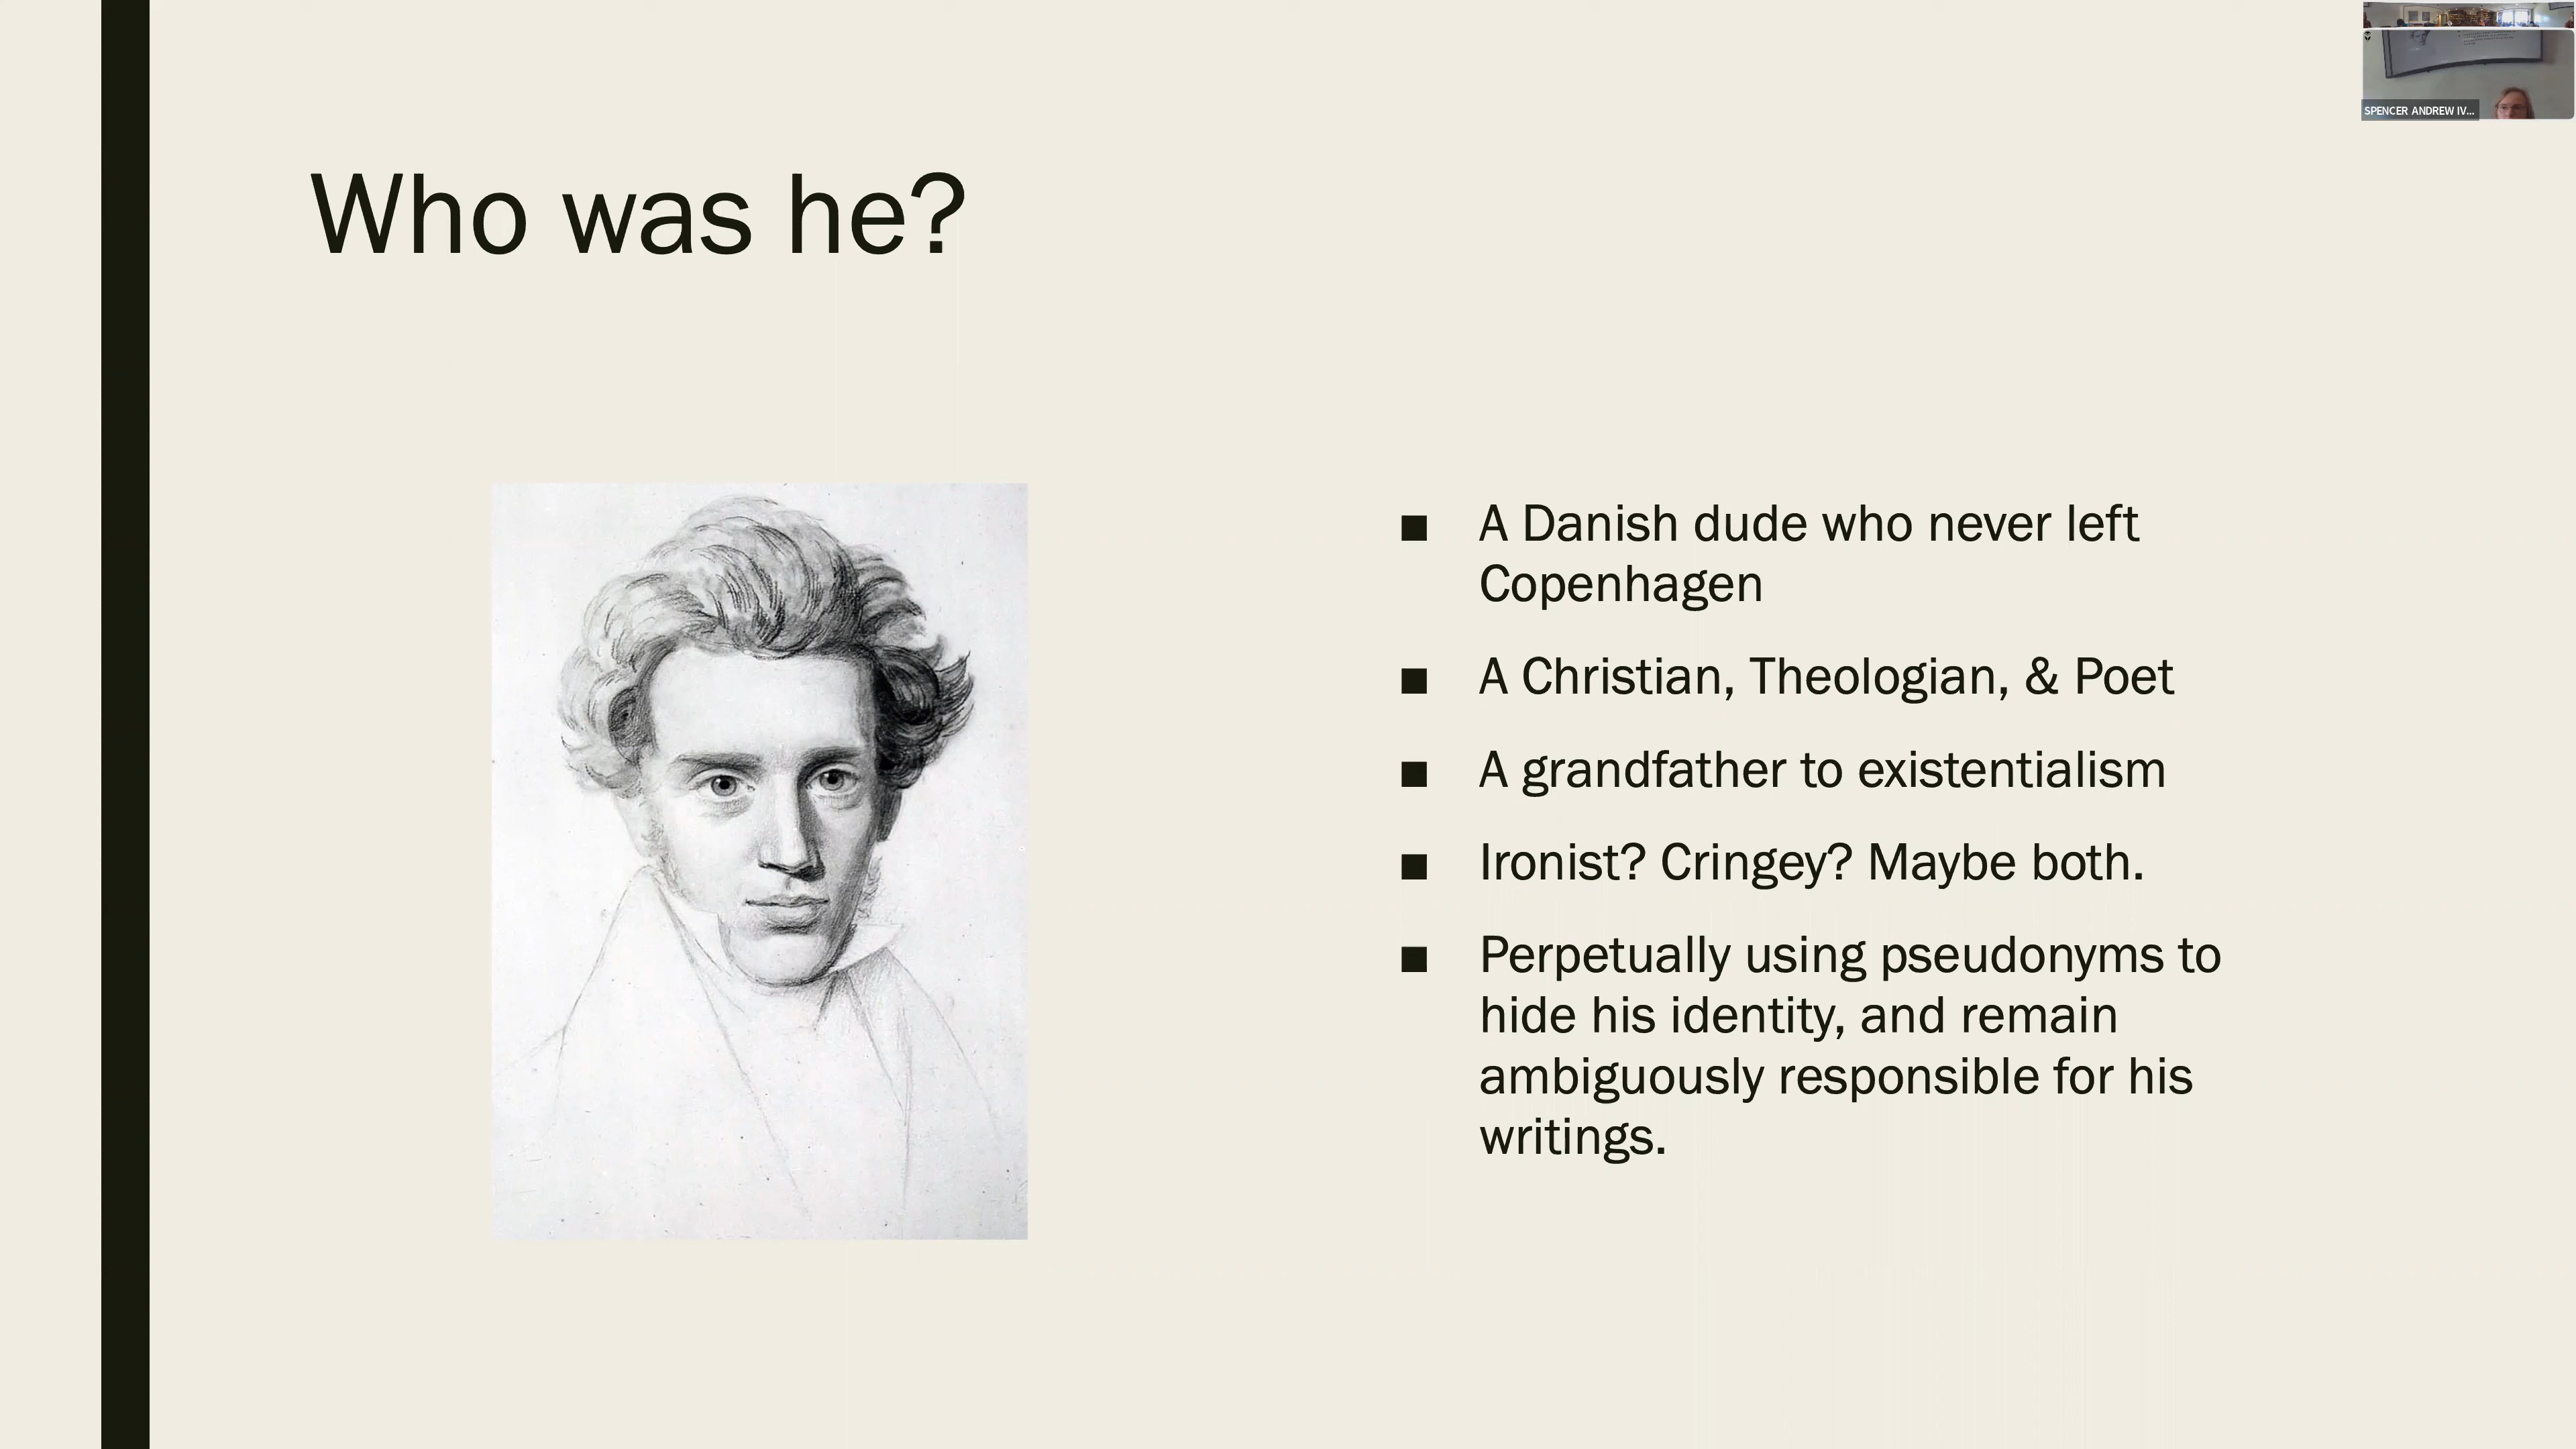 SPENCER ANDREW IV...
Who was he?
■ A Danish dude who never left
Copenhagen
■ A Christian, Theologian, & Poet
■ A grandfather to existentialism
■ Ironist? Cringey? Maybe both.
■ Perpetually using pseudonyms to
hide his identity, and remain
ambiguously responsible for his
writings.